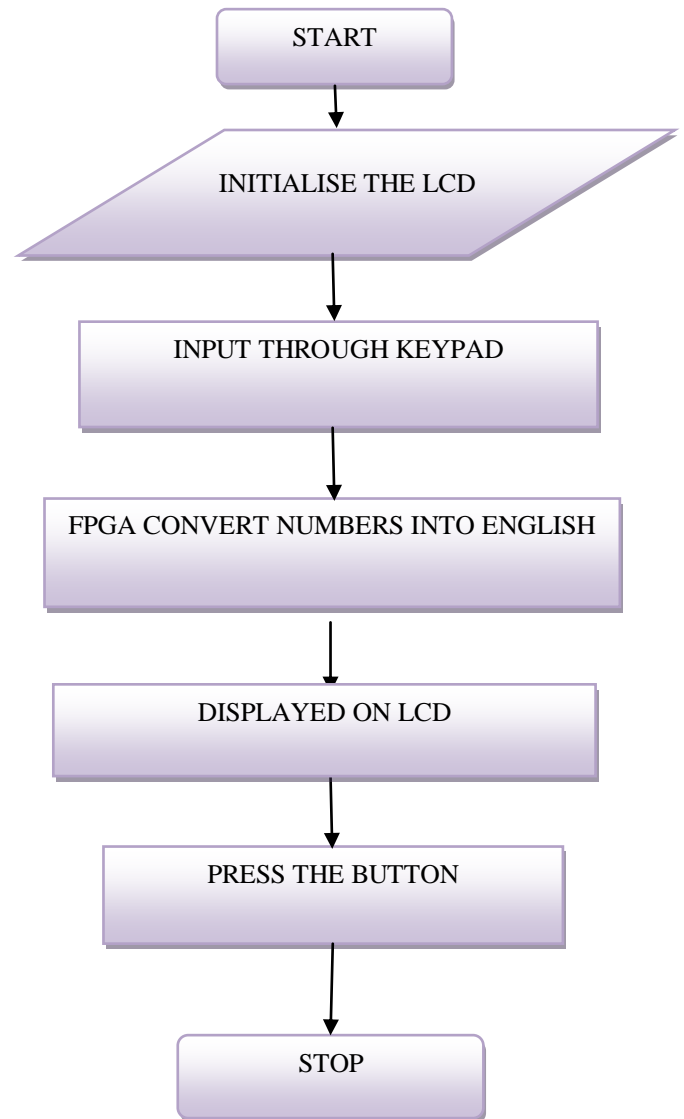 START
INITIALISE THE LCD
INPUT THROUGH KEYPAD
FPGA CONVERT NUMBERS INTO ENGLISH
DISPLAYED ON LCD
PRESS THE BUTTON
STOP